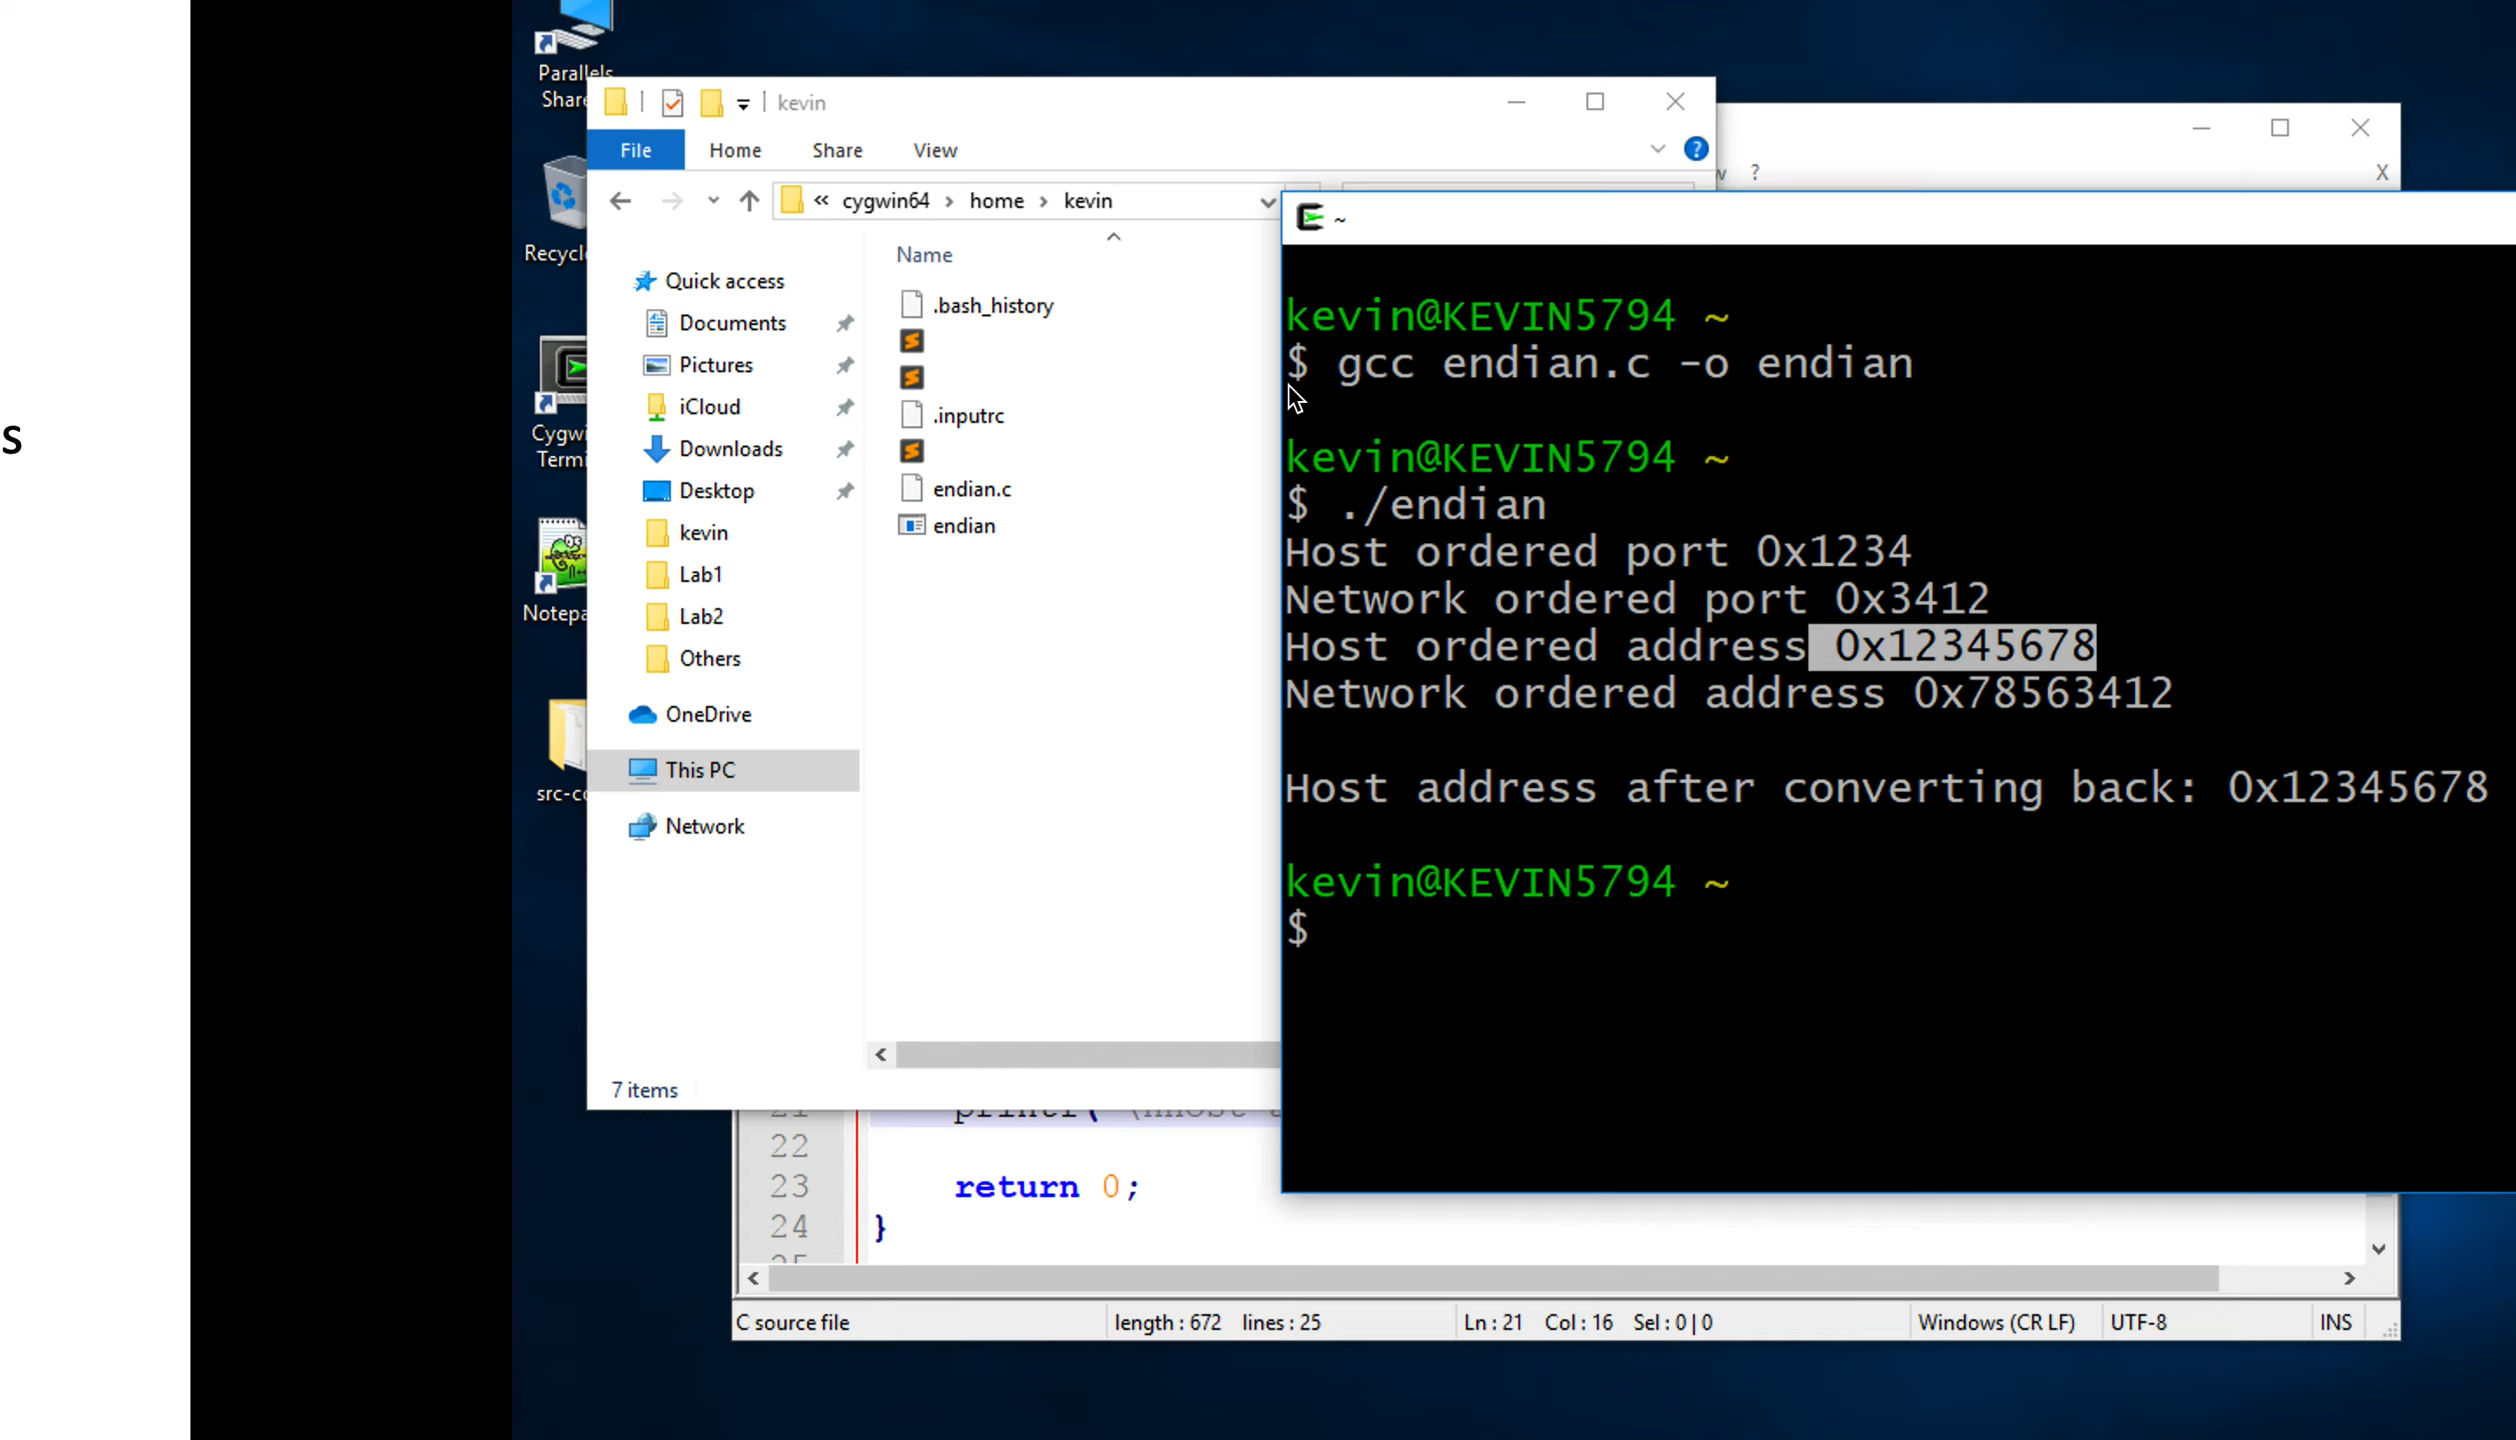 s
Parallels
Share
Recycl
Cygwi
Termi
Notepa
src-co
kevin
File
Home
Share
View
« cygwin64 › home › kevin
Name
Quick access
Documents
Pictures
iCloud
Downloads
Desktop
kevin
Lab1
Lab2
Others
OneDrive
This PC
Network
.bash_history
.inputrc
endian.c
endian
7 items
?
X
~
kevin@KEVIN5794 ~
$ gcc endian.c -o endian
kevin@KEVIN5794 ~
$ ./endian
Host ordered port 0x1234
Network ordered port 0x3412
Host ordered address 0x12345678
Network ordered address 0x78563412
Host address after converting back: 0x12345678
kevin@KEVIN5794 ~
$
22
23 return 0;
24 }
C source file
length : 672 lines : 25
Ln : 21 Col : 16 Sel : 0 | 0
Windows (CR LF)
UTF-8
INS